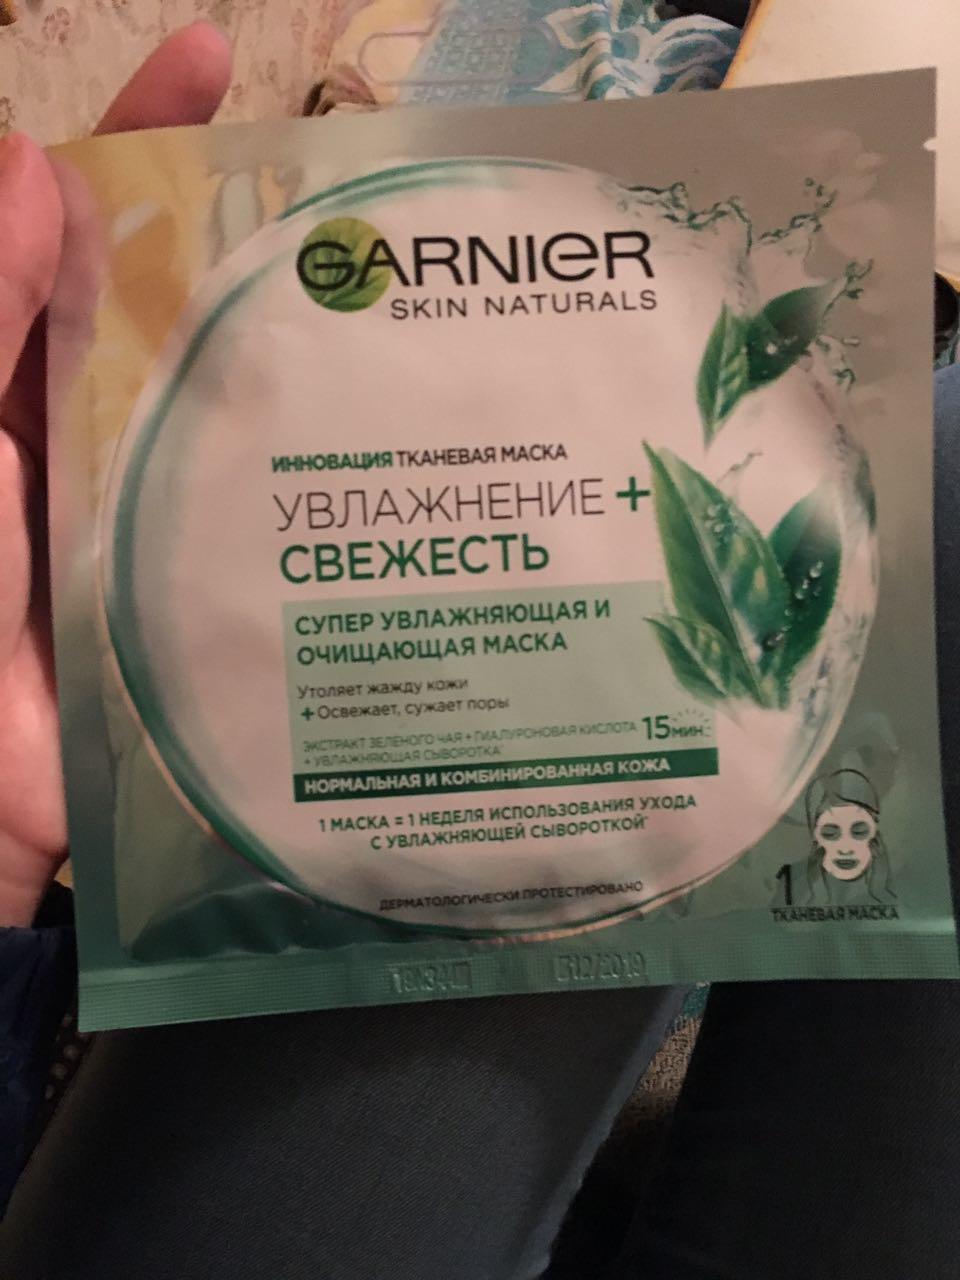 GARNIER
SKIN NATURALS
ИННОВАЦИЯ ТКАНЕВАЯ МАСКА
УВЛАЖНЕНИЕ +
СВЕЖЕСТЬ
СУПЕР УВЛАЖНЯЮЩАЯ И
ОЧИЩАЮЩАЯ МАСКА
Утоляет жажду кожи
+ Освежает, сужает поры
ЭКСТРАКТ ЗЕЛЕНОГО ЧАЯ + ГИАЛУРОНОВАЯ КИСЛОТА
+ УВЛАЖНЯЮЩАЯ СЫВОРОТКА*
15 МИН.
НОРМАЛЬНАЯ И КОМБИНИРОВАННАЯ КОЖА
1 МАСКА = 1 НЕДЕЛЯ ИСПОЛЬЗОВАНИЯ УХОДА
С УВЛАЖНЯЮЩЕЙ СЫВОРОТКОЙ*
ДЕРМАТОЛОГИЧЕСКИ ПРОТЕСТИРОВАНО
1
ТКАНЕВАЯ МАСКА
12/2019